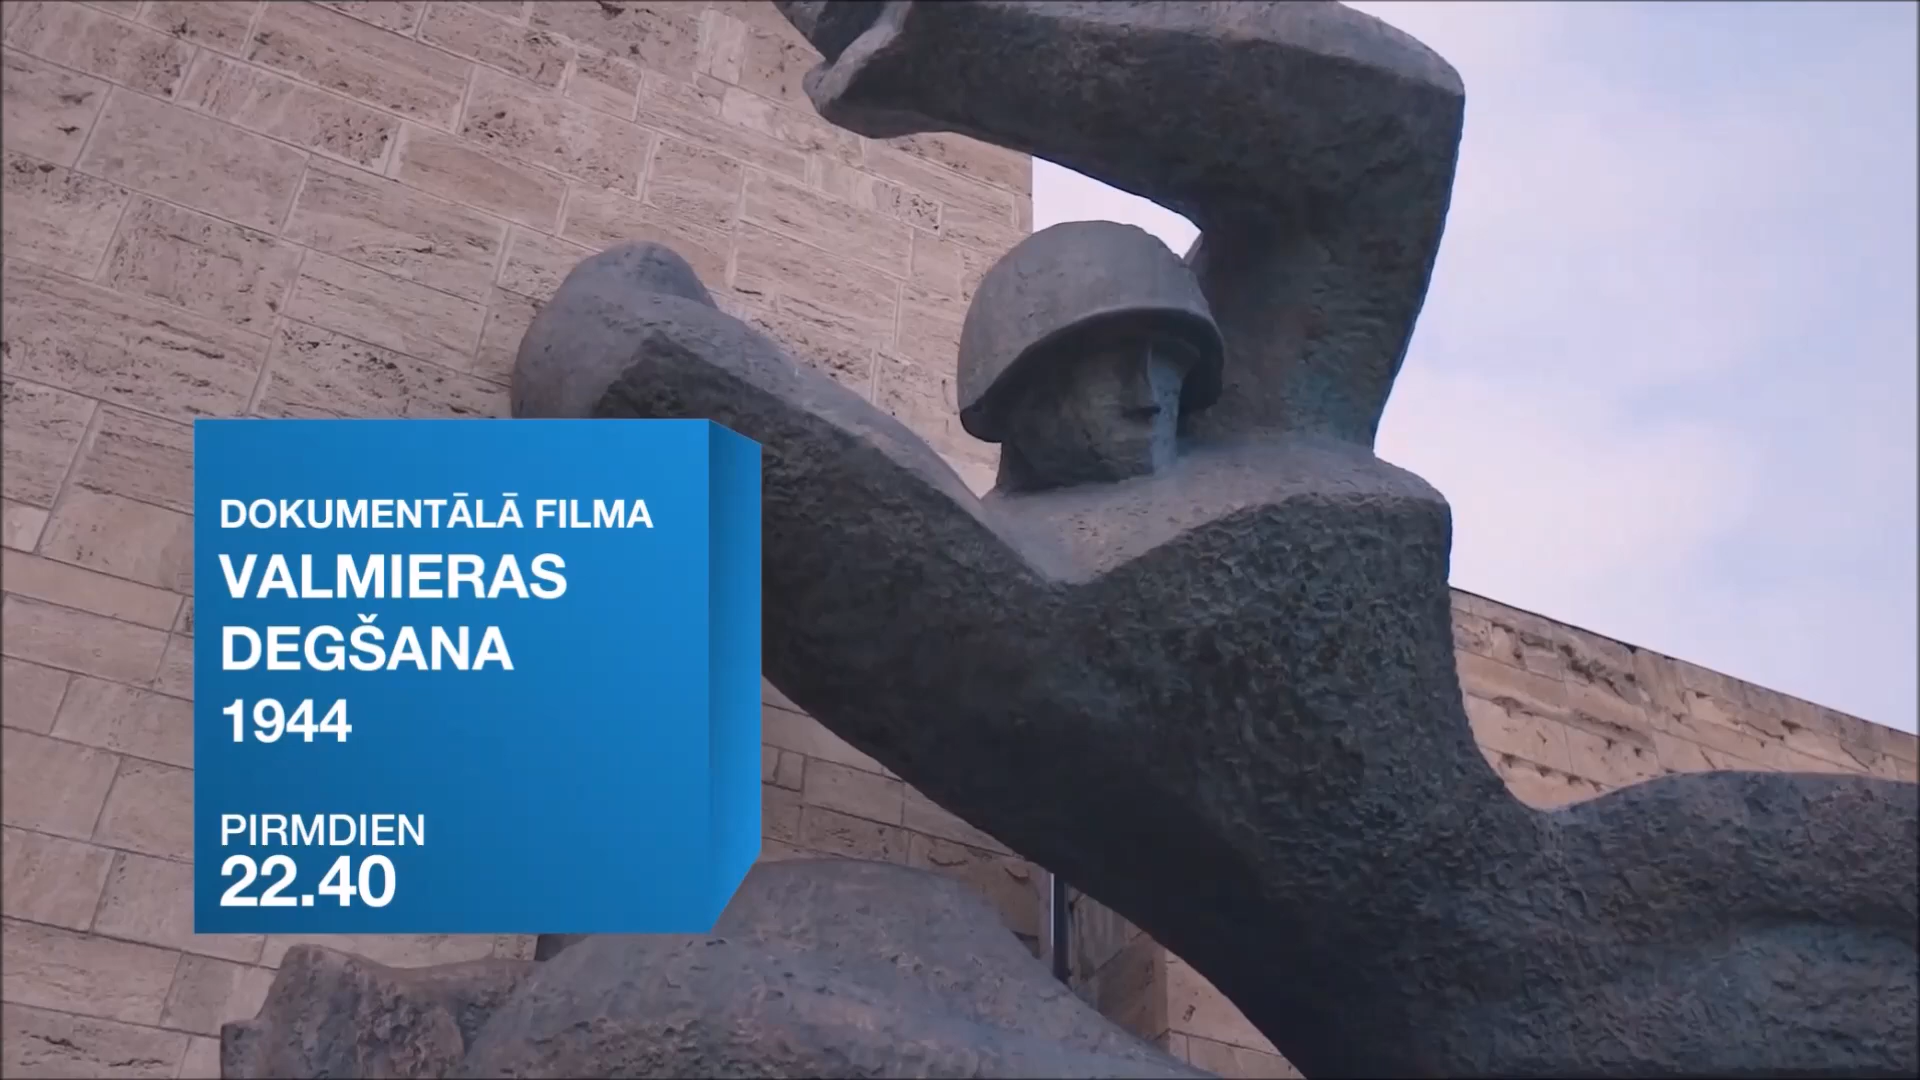 DOKUMENTĀLĀ FILMA
VALMIERAS
DEGŠANA
1944
PIRMDIEN
22.40